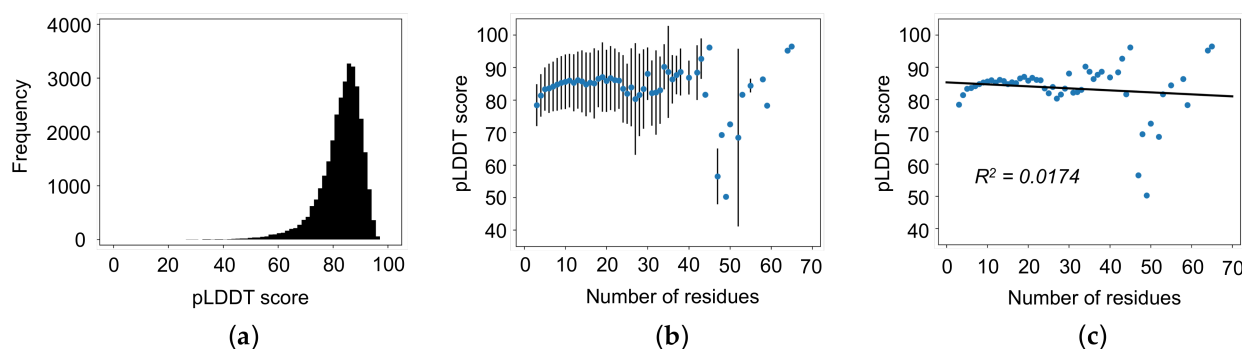 4000
3000
2000
1000
0
Frequency
0 20 40 60 80 100
pLDDT score
(a)
100
90
80
70
60
50
40
pLDDT score
0 10 20 30 40 50 60 70
Number of residues
(b)
100
90
80
70
60
50
40
pLDDT score
R² = 0.0174
0 10 20 30 40 50 60 70
Number of residues
(c)